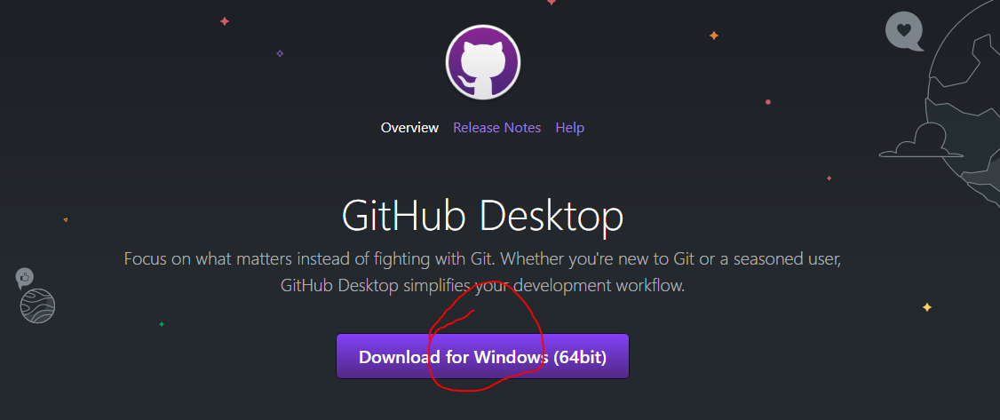 Overview Release Notes Help
GitHub Desktop
Focus on what matters instead of fighting with Git. Whether you're new to Git or a seasoned user,
GitHub Desktop simplifies your development workflow.
Download for Windows (64bit)